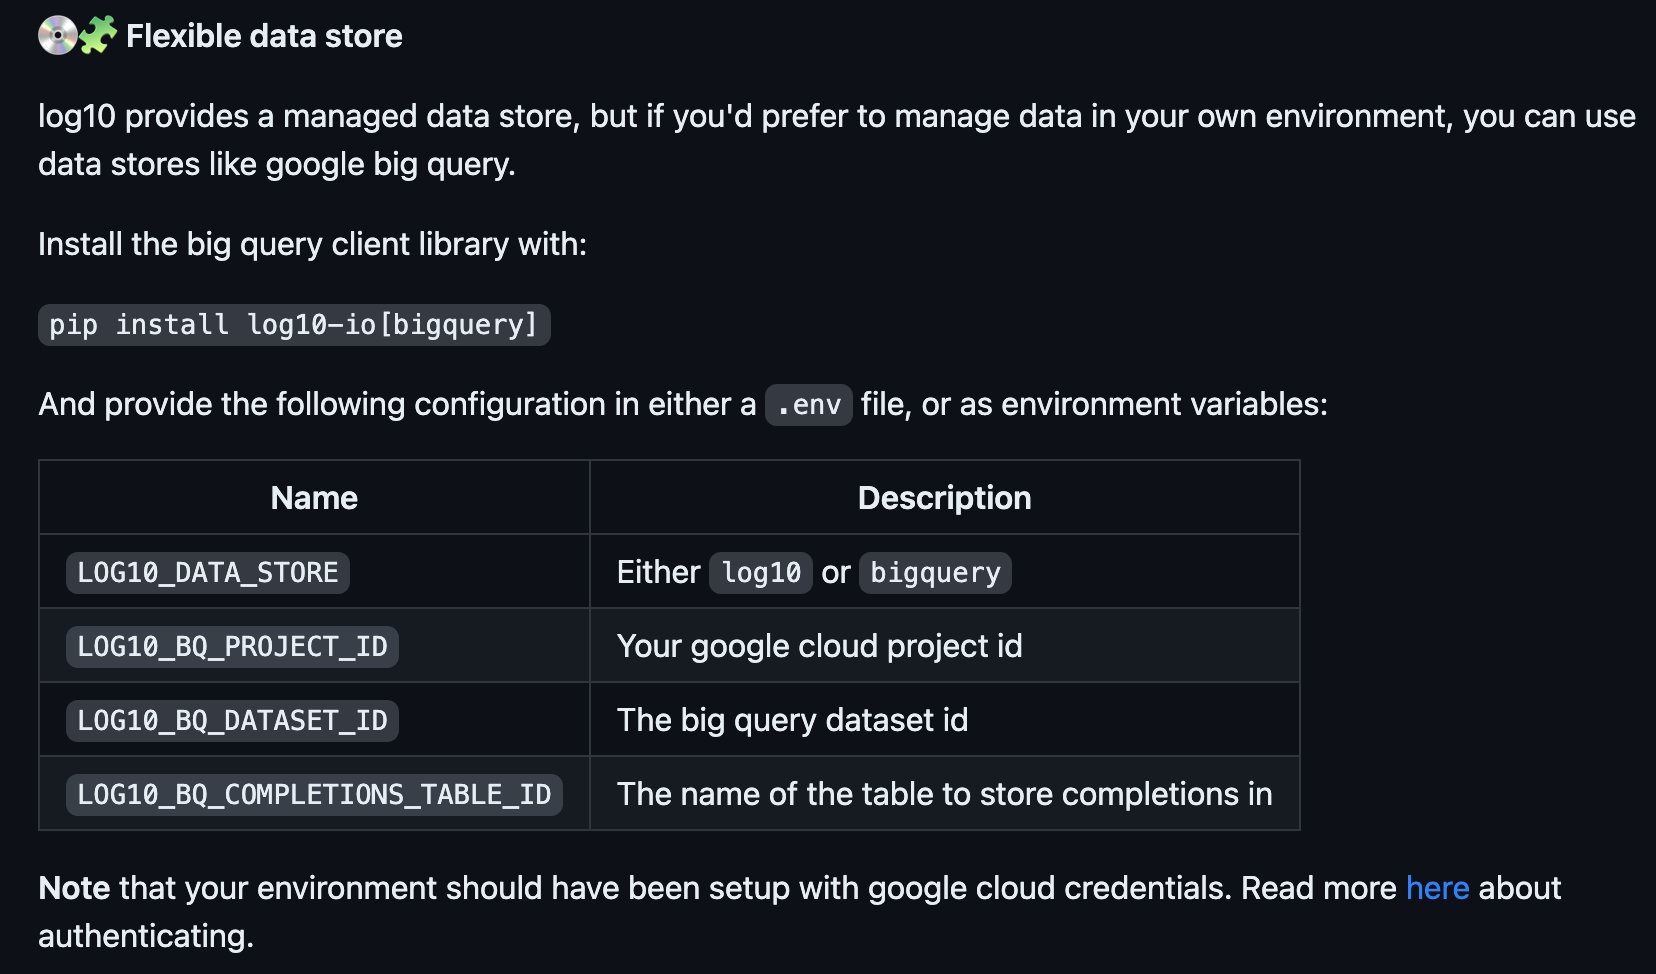 Flexible data store
log10 provides a managed data store, but if you'd prefer to manage data in your own environment, you can use
data stores like google big query.
Install the big query client library with:
pip install log10-io[bigquery]
And provide the following configuration in either a .env file, or as environment variables:
Name Description
LOG10_DATA_STORE Either log10 or bigquery
LOG10_BQ_PROJECT_ID Your google cloud project id
LOG10_BQ_DATASET_ID The big query dataset id
LOG10_BQ_COMPLETIONS_TABLE_ID The name of the table to store completions in
Note that your environment should have been setup with google cloud credentials. Read more here about
authenticating.